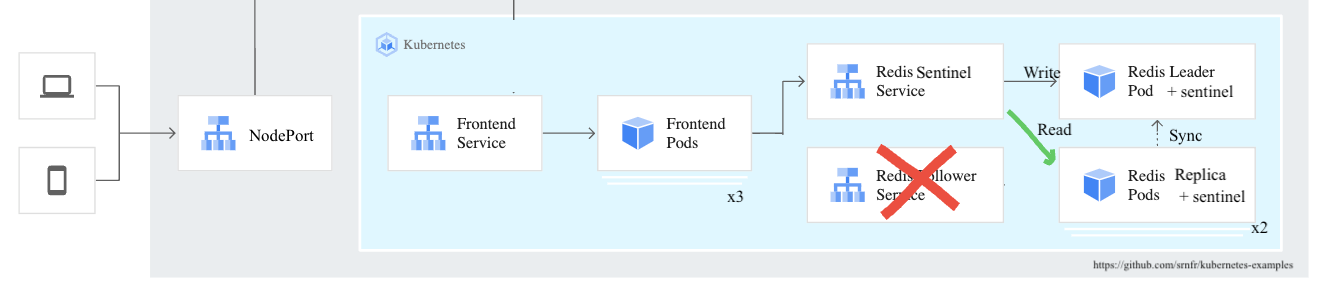 Kubernetes
NodePort
Frontend
Service
Frontend
Pods
x3
Redis Sentinel
Service
Write
Redis Leader
Pod + sentinel
Read
Sync
Redis Follower
Service
Redis Replica
Pods + sentinel
x2
https://github.com/srnfr/kubernetes-examples